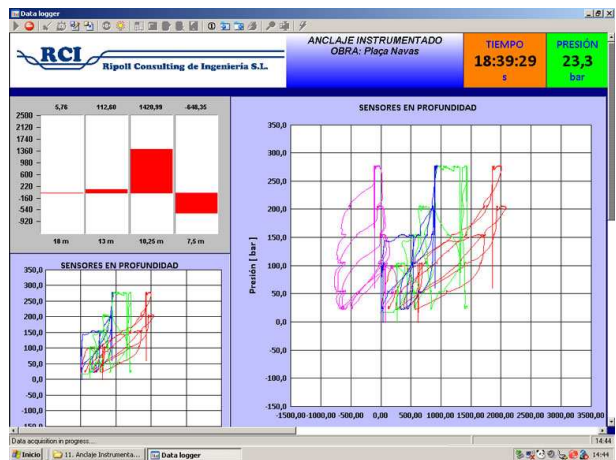 Data logger
RCI
Ripoll Consulting de Ingeniería S.L.
ANCLAJE INSTRUMENTADO
OBRA: Plaça Navas
TIEMPO
18:39:29
s
PRESIÓN
23,3
bar
5,76 112,60 1420,99 -648,35
2500
2120
1740
1360
980
600
220
-160
-540
-920
18 m 13 m 10,25 m 7,5 m
SENSORES EN PROFUNDIDAD
350,0
300,0
250,0
200,0
150,0
100,0
50,0
0,0
-50,0
-100,0
-150,0
SENSORES EN PROFUNDIDAD
Presión [ bar ]
350,0
300,0
250,0
200,0
150,0
100,0
50,0
0,0
-50,0
-100,0
-150,0
-1500,00 -1000,00 -500,00 0,00 500,00 1000,00 1500,00 2000,00 2500,00 3000,00 3500,0
Data acquisition in progress...
14:44
Inicio
11. Anclaje Instrumenta...
Data logger
14:44